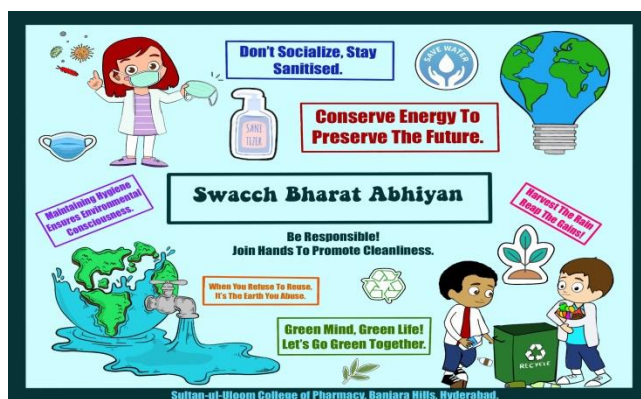 Don't Socialize, Stay
Sanitised.
SAVE WATER
SANI
TIZER
Conserve Energy To
Preserve The Future.
Maintaining Hygiene
Ensures Environmental
Consciousness.
Swacch Bharat Abhiyan
Harvest The Rain
Reap The Gains!
Be Responsible!
Join Hands To Promote Cleanliness.
When You Refuse To Reuse,
It's The Earth You Abuse.
Green Mind, Green Life!
Let's Go Green Together.
RECYCLE
Sultan-ul-Uloom College of Pharmacy, Banjara Hills, Hyderabad.